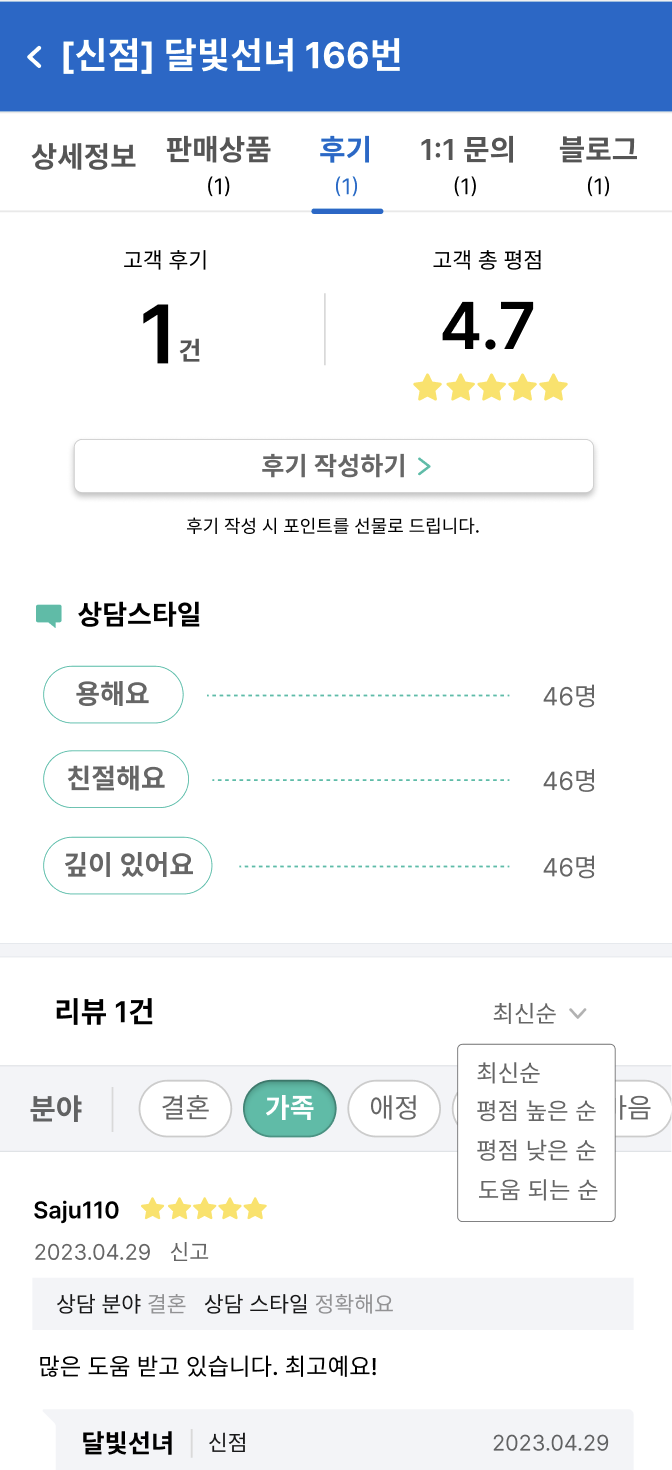 [신점] 달빛선녀 166번
상세정보 판매상품 후기 1:1 문의 블로그
(1) (1) (1) (1)
고객 후기 고객 총 평점
1건 4.7
후기 작성하기 >
후기 작성 시 포인트를 선물로 드립니다.
상담스타일
용해요 46명
친절해요 46명
깊이 있어요 46명
리뷰 1건 최신순
최신순
평점 높은 순
평점 낮은 순
도움 되는 순
분야 결혼 가족 애정
Saju110
2023.04.29 신고
상담 분야 결혼 상담 스타일 정확해요
많은 도움 받고 있습니다. 최고예요!
달빛선녀 신점 2023.04.29